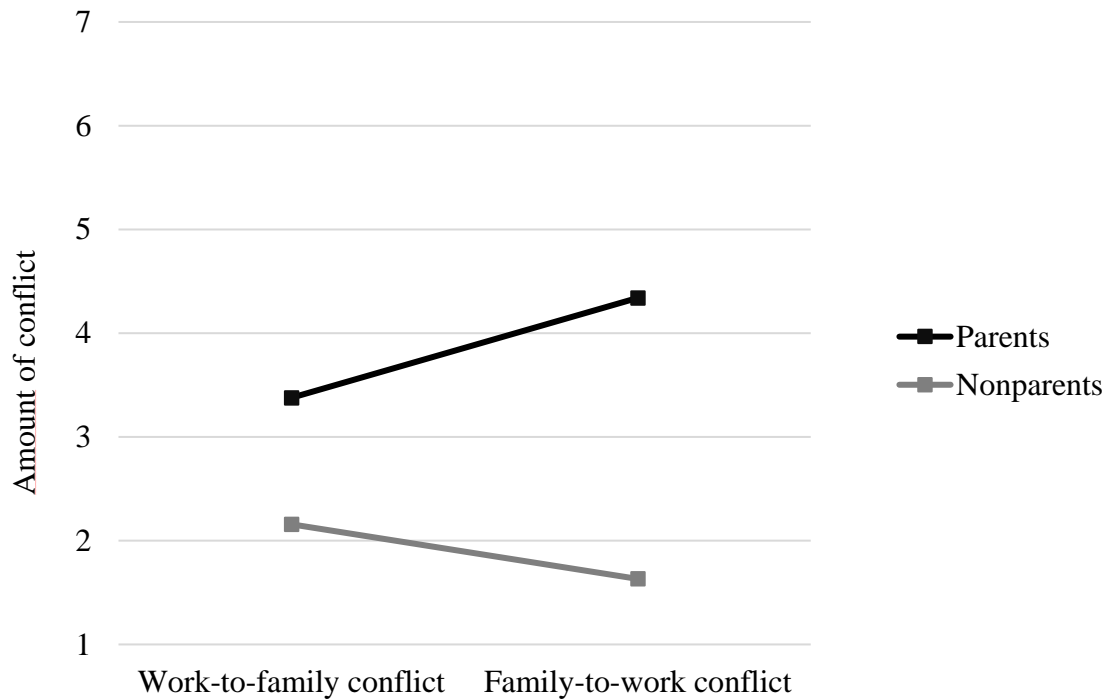 7
6
5
4
3
2
1
Amount of conflict
Work-to-family conflict
Family-to-work conflict
Parents
Nonparents